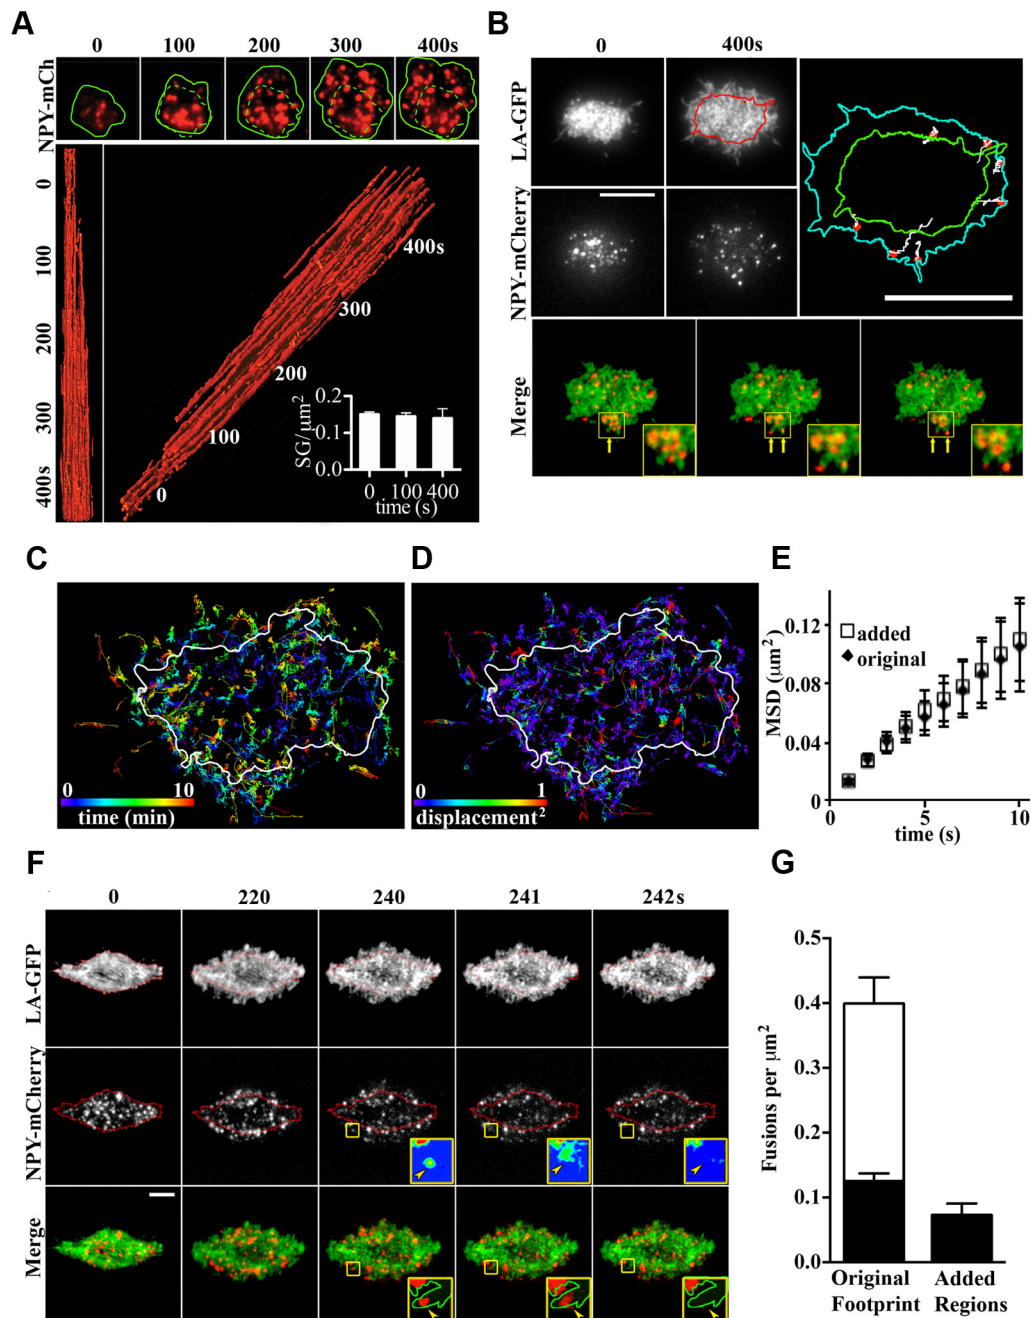 A
0 100 200 300 400s
NPY-mCh
0 100 200 300 400s
400s
300
200
100
0
SG/µm²
0.2
0.1
0.0
0 100 400
time (s)
B
0 400s
LA-GFP
NPY-mCherry
Merge
C
0 10
time (min)
D
0 1
displacement²
E
MSD (µm²)
0.12
0.08
0.04
0
added
original
5 10
time (s)
F
0 220 240 241 242s
LA-GFP
NPY-mCherry
Merge
G
Fusions per µm²
0.5
0.4
0.3
0.2
0.1
0.0
Original Added
Footprint Regions